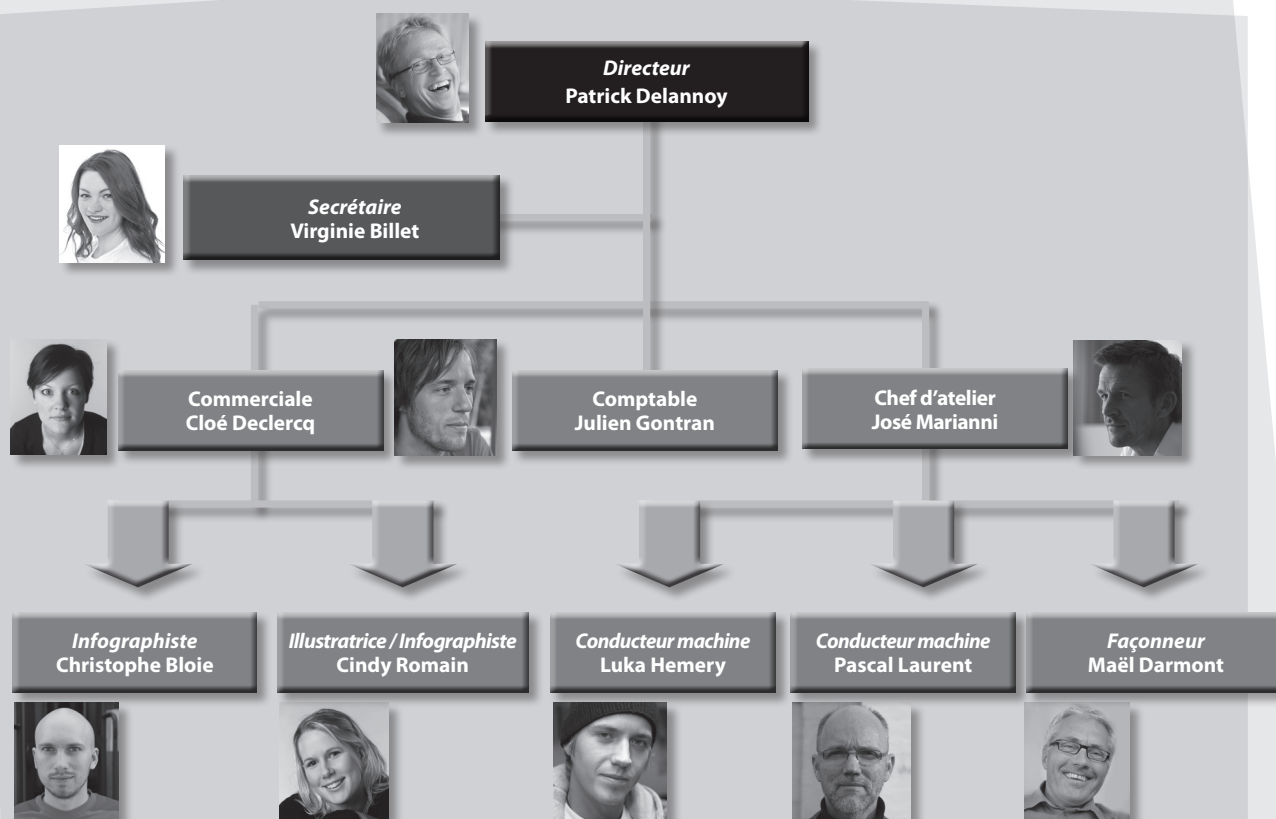 Directeur
Patrick Delannoy
Secrétaire
Virginie Billet
Commerciale
Cloé Declercq
Comptable
Julien Gontran
Chef d'atelier
José Marianni
Infographiste
Christophe Bloie
Illustratrice / Infographiste
Cindy Romain
Conducteur machine
Luka Hemery
Conducteur machine
Pascal Laurent
Façonneur
Maël Darmont